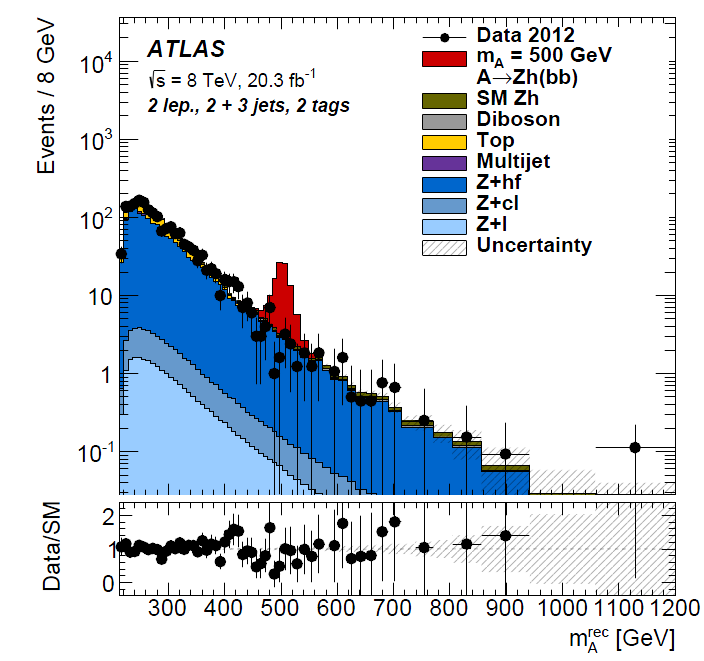 Events / 8 GeV
10⁴
10³
10²
10
1
10⁻¹
ATLAS
√s = 8 TeV, 20.3 fb⁻¹
2 lep., 2 + 3 jets, 2 tags
Data 2012
m_A = 500 GeV
A→Zh(bb)
SM Zh
Diboson
Top
Multijet
Z+hf
Z+cl
Z+l
Uncertainty
Data/SM
2
1
0
300 400 500 600 700 800 900 1000 1100 1200
m_A^rec [GeV]